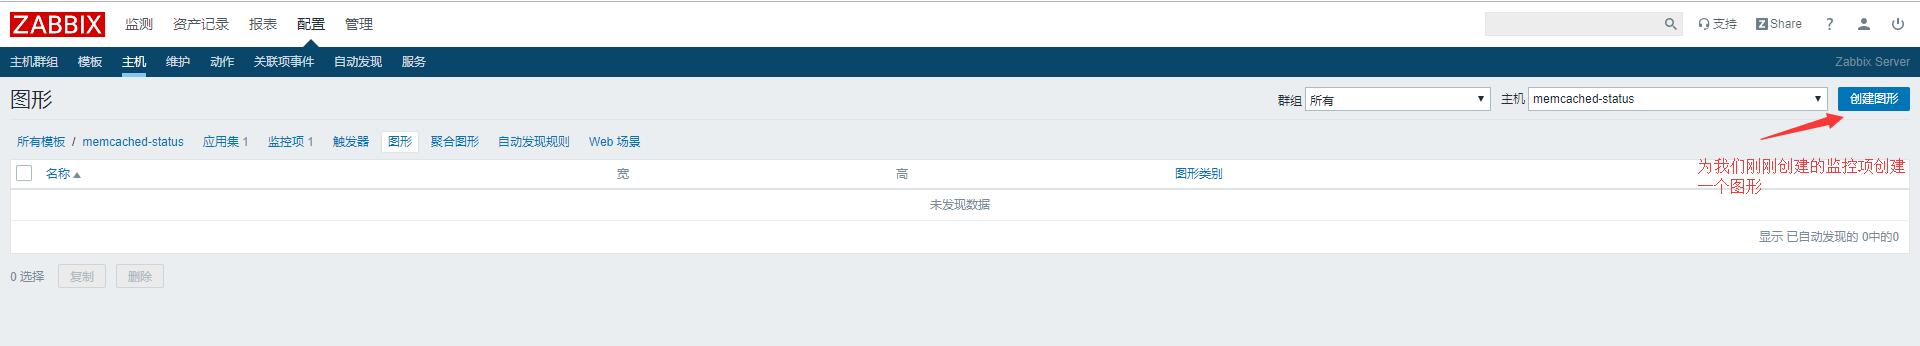 ZABBIX 监测 资产记录 报表 配置 管理 支持 Z Share ?
主机群组 模板 主机 维护 动作 关联项事件 自动发现 服务 Zabbix Server
图形 群组 所有 主机 memcached-status 创建图形
所有模板 / memcached-status 应用集 1 监控项 1 触发器 图形 聚合图形 自动发现规则 Web 场景
为我们刚刚创建的监控项创建
一个图形
名称 宽 高 图形类别
未发现数据
显示 已自动发现的 0中的0
0 选择 复制 删除